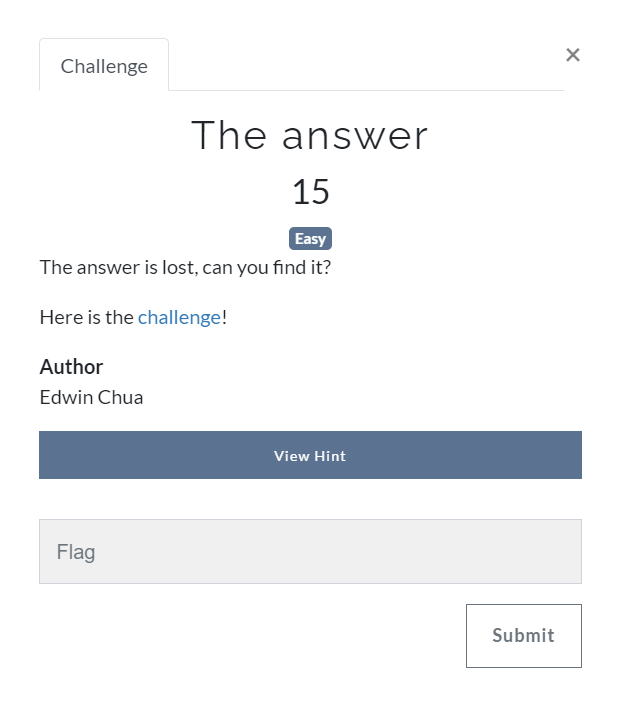 Challenge
×
The answer
15
Easy
The answer is lost, can you find it?
Here is the challenge!
Author
Edwin Chua
View Hint
Flag
Submit